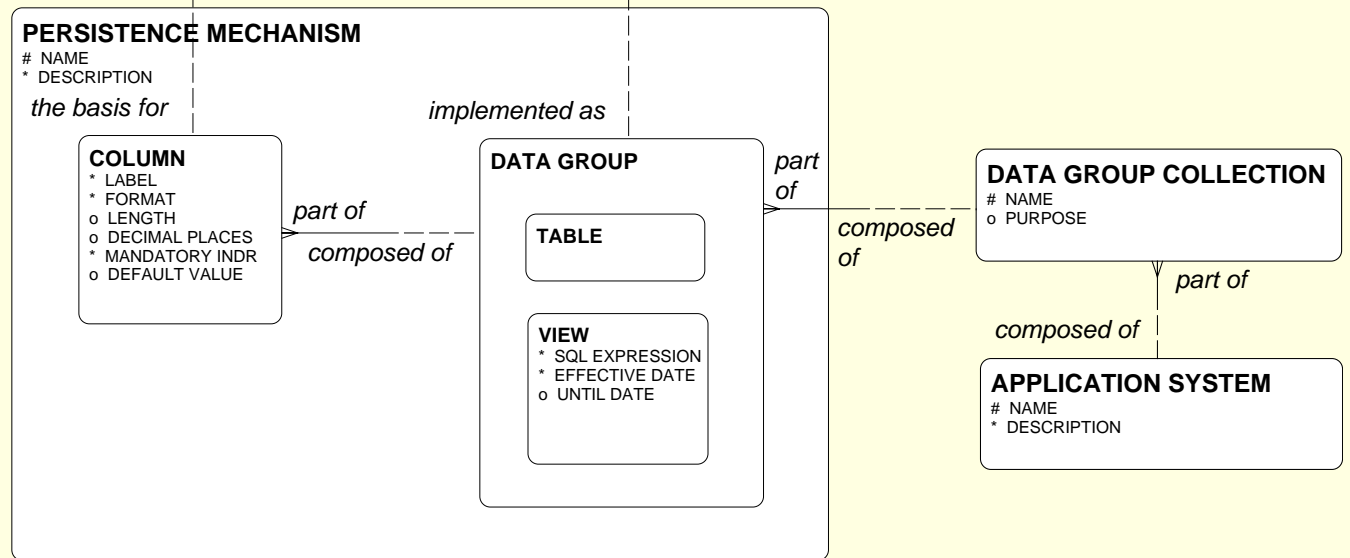 PERSISTENCE MECHANISM
# NAME
* DESCRIPTION
the basis for
implemented as
COLUMN
* LABEL
* FORMAT
o LENGTH
o DECIMAL PLACES
* MANDATORY INDR
o DEFAULT VALUE
part of
composed of
DATA GROUP
TABLE
VIEW
* SQL EXPRESSION
* EFFECTIVE DATE
o UNTIL DATE
part
of
composed
of
DATA GROUP COLLECTION
# NAME
o PURPOSE
part of
composed of
APPLICATION SYSTEM
# NAME
* DESCRIPTION